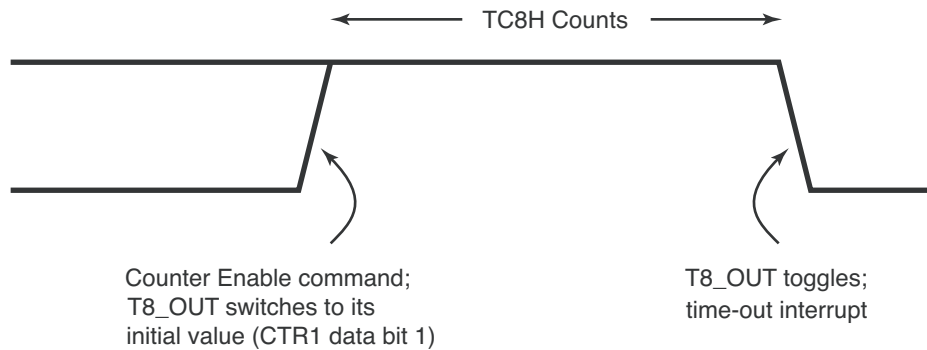 TC8H Counts
Counter Enable command;
T8_OUT switches to its
initial value (CTR1 data bit 1)
T8_OUT toggles;
time-out interrupt